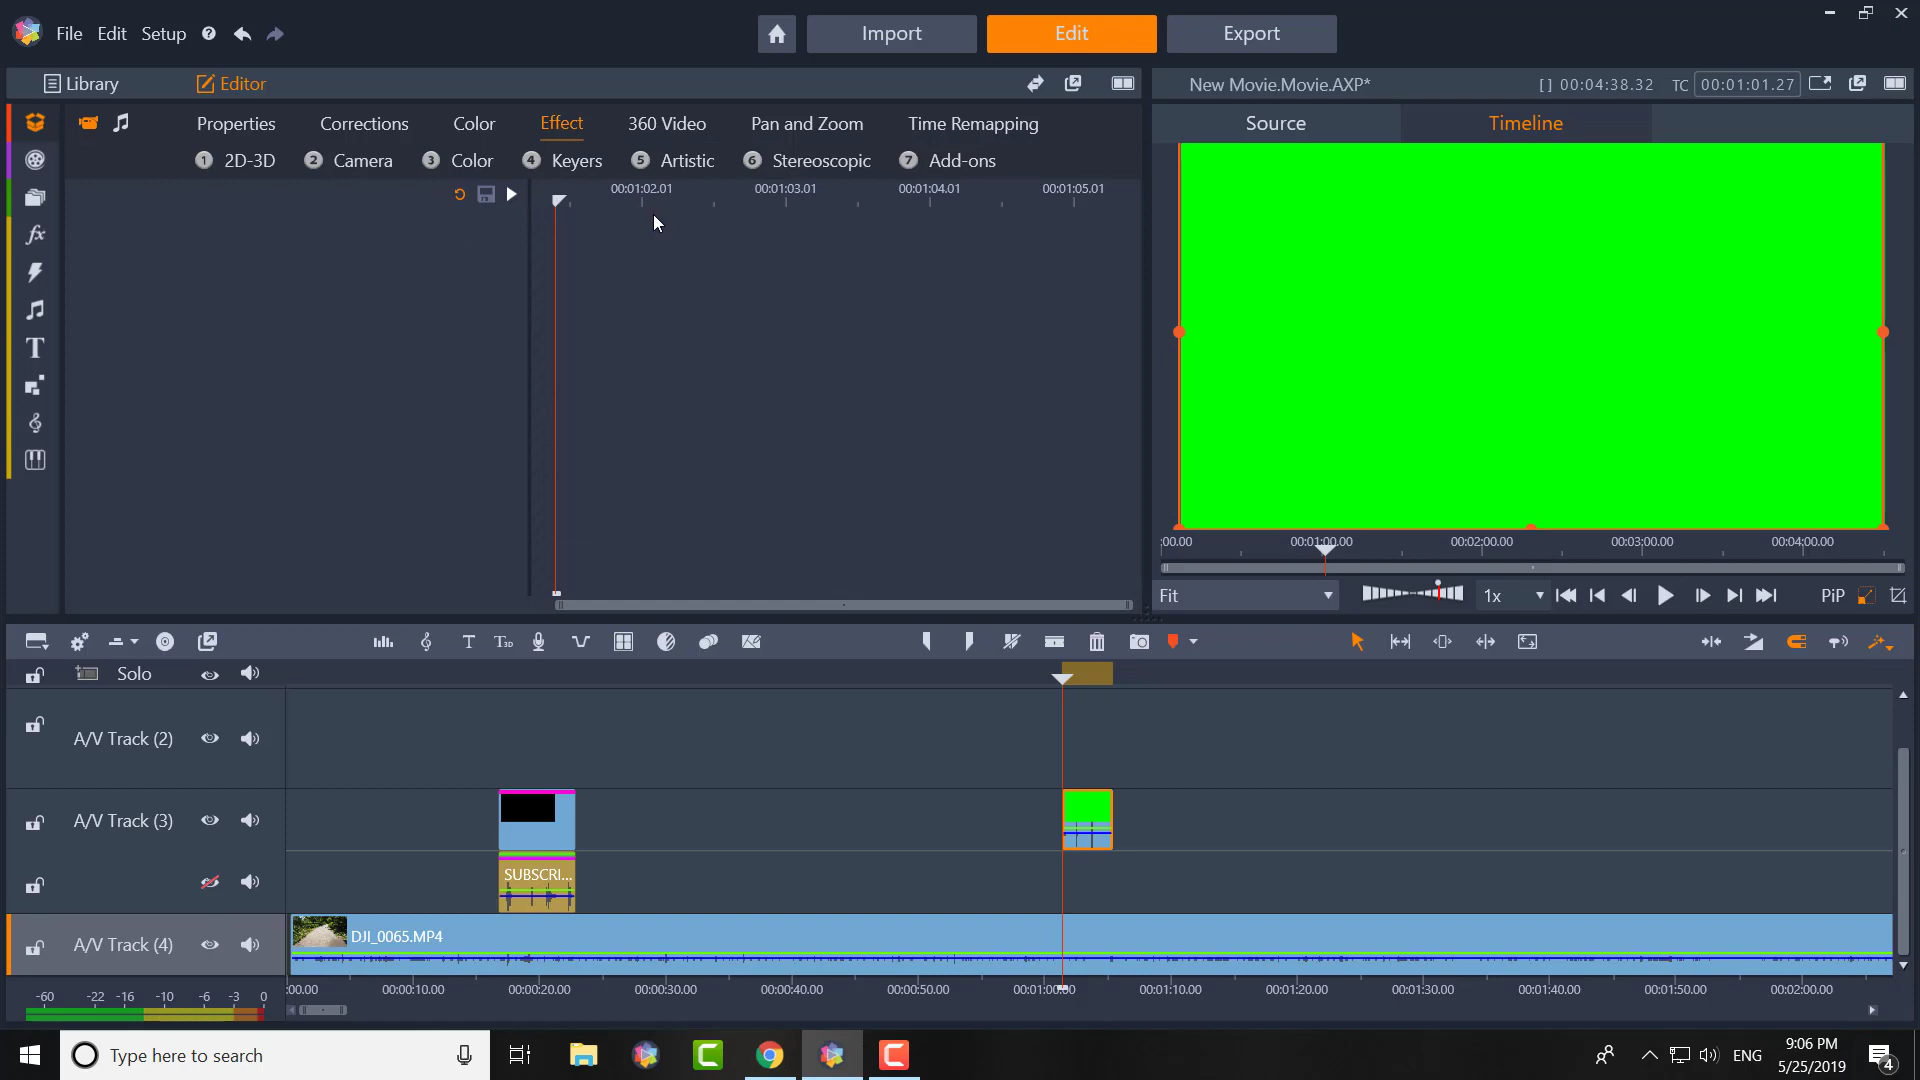 File Edit Setup
Import Edit Export
Library Editor
New Movie.Movie.AXP* [ ] 00:04:38.32 TC 00:01:01.27
Properties Corrections Color Effect 360 Video Pan and Zoom Time Remapping
Source Timeline
1 2D-3D 2 Camera 3 Color 4 Keyers 5 Artistic 6 Stereoscopic 7 Add-ons
00:01:02.01 00:01:03.01 00:01:04.01 00:01:05.01
:00.00 00:01:00.00 00:02:00.00 00:03:00.00 00:04:00.00
Fit 1x PiP
Solo
A/V Track (2)
A/V Track (3)
SUBSCRI...
A/V Track (4) DJI_0065.MP4
:00.00 00:00:10.00 00:00:20.00 00:00:30.00 00:00:40.00 00:00:50.00 00:01:00.00 00:01:10.00 00:01:20.00 00:01:30.00 00:01:40.00 00:01:50.00 00:02:00.00
-60 -22 -16 -10 -6 -3 0
Type here to search
ENG
9:06 PM
5/25/2019
4